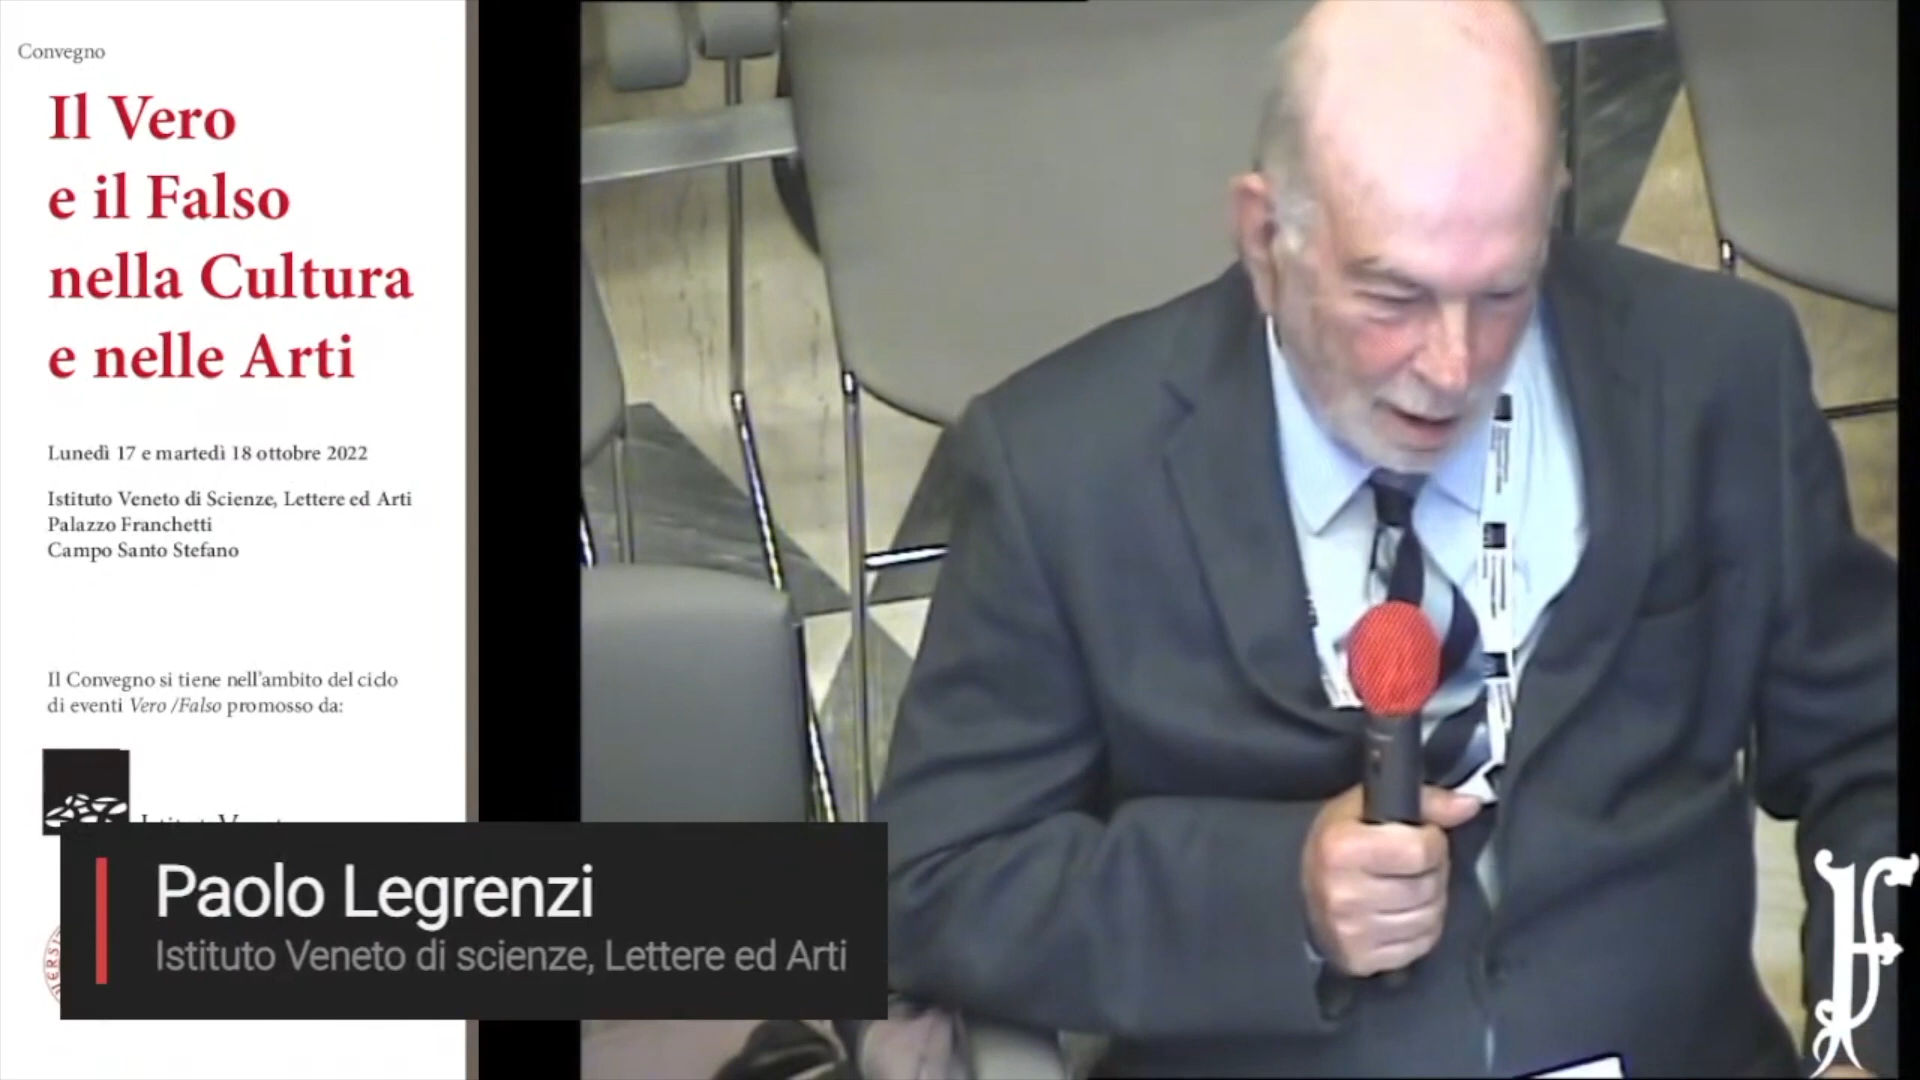 Convegno
Il Vero
e il Falso
nella Cultura
e nelle Arti
Lunedì 17 e martedì 18 ottobre 2022
Istituto Veneto di Scienze, Lettere ed Arti
Palazzo Franchetti
Campo Santo Stefano
Il Convegno si tiene nell'ambito del ciclo
di eventi Vero /Falso promosso da:
Paolo Legrenzi
Istituto Veneto di scienze, Lettere ed Arti